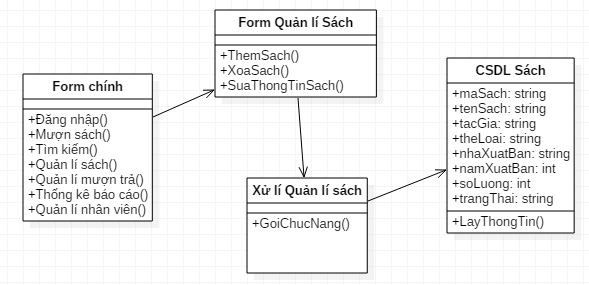 Form chính
+Đăng nhập()
+Mượn sách()
+Tìm kiếm()
+Quản lí sách()
+Quản lí mượn trả()
+Thống kê báo cáo()
+Quản lí nhân viên()
Form Quản lí Sách
+ThemSach()
+XoaSach()
+SuaThongTinSach()
Xử lí Quản lí sách
+GoiChucNang()
CSDL Sách
+maSach: string
+tenSach: string
+tacGia: string
+theLoai: string
+nhaXuatBan: string
+namXuatBan: int
+soLuong: int
+trangThai: string
+LayThongTin()